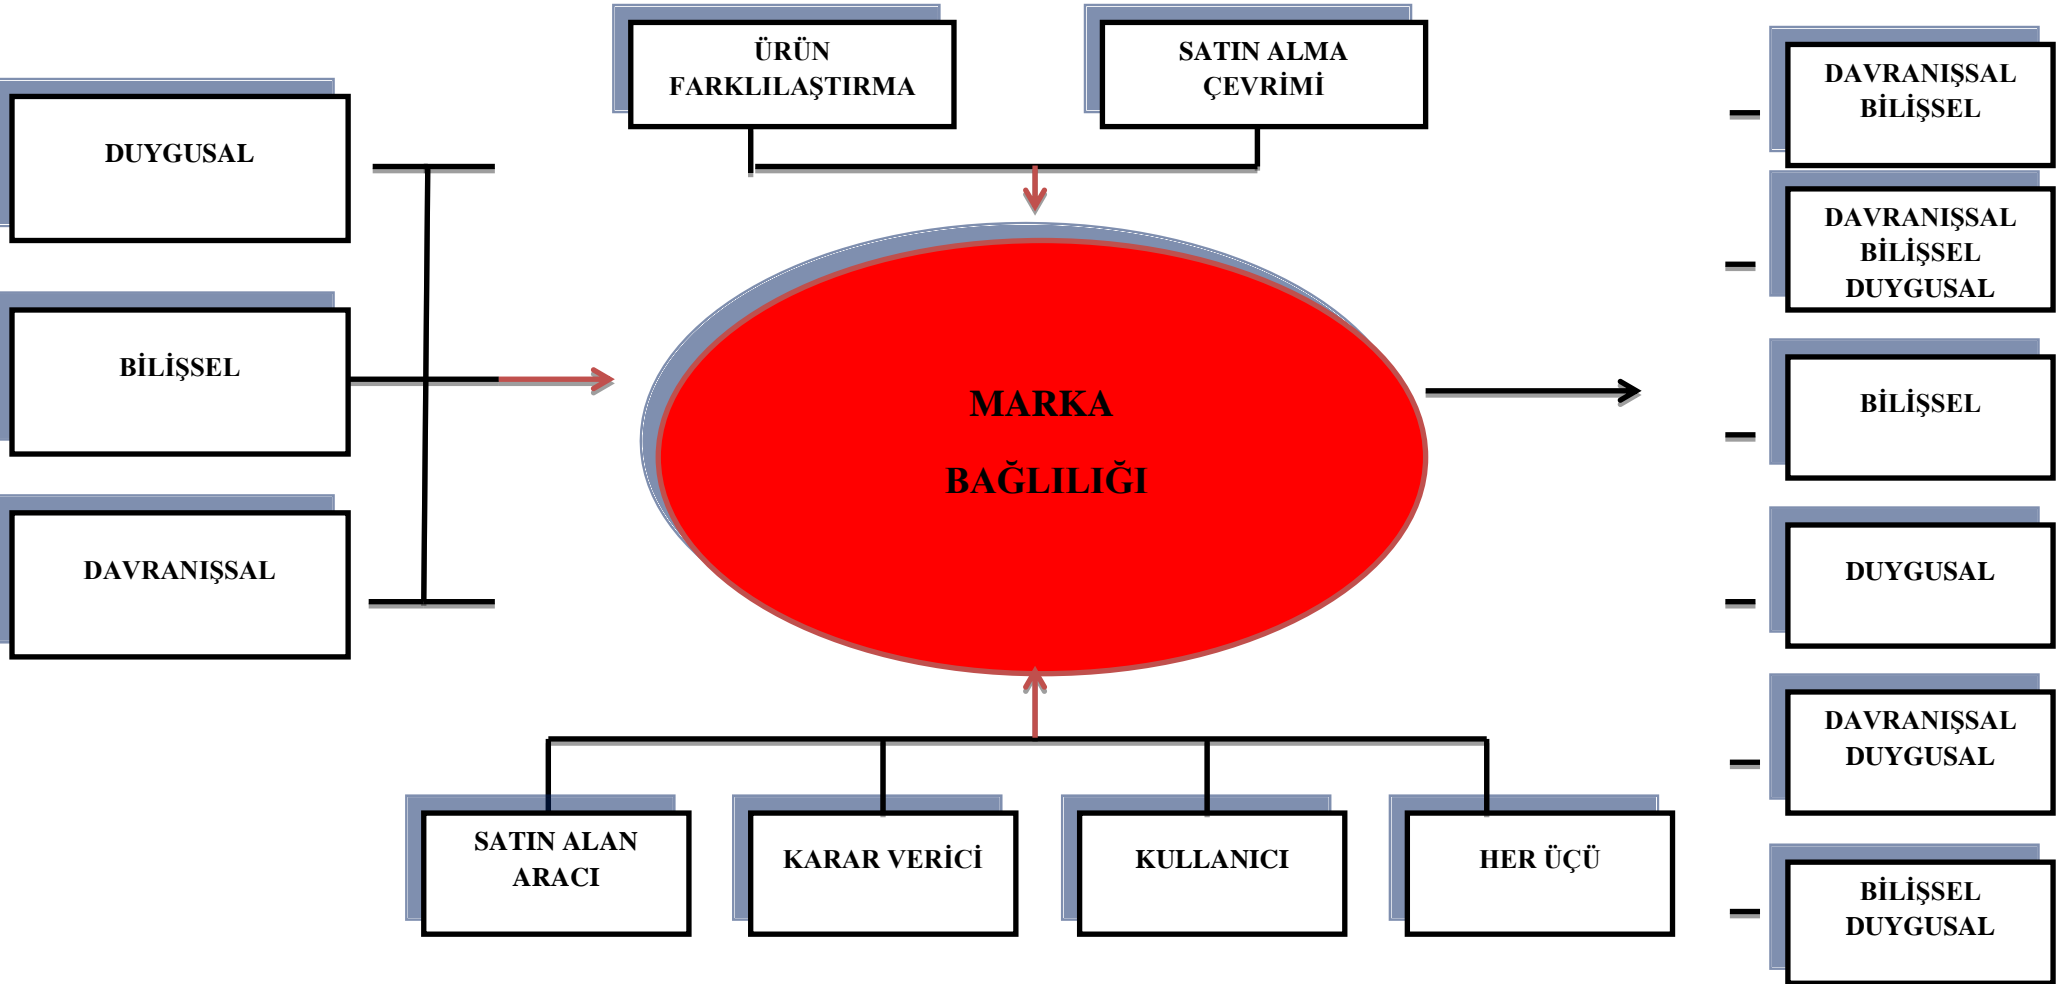 ÜRÜN
FARKLILAŞTIRMA
SATIN ALMA
ÇEVRİMİ
DUYGUSAL
BİLİŞSEL
DAVRANIŞSAL
MARKA
BAĞLILIĞI
SATIN ALAN
ARACI
KARAR VERİCİ
KULLANICI
HER ÜÇÜ
DAVRANIŞSAL
BİLİŞSEL
DAVRANIŞSAL
BİLİŞSEL
DUYGUSAL
BİLİŞSEL
DUYGUSAL
DAVRANIŞSAL
DUYGUSAL
BİLİŞSEL
DUYGUSAL